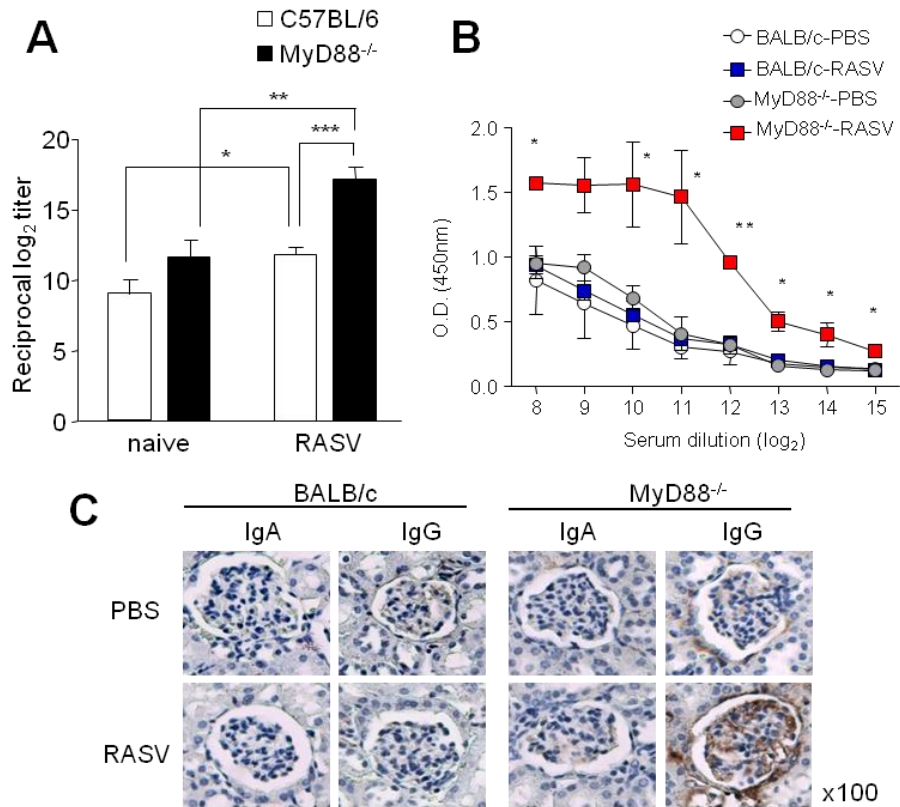 A
C57BL/6
MyD88-/-
**
*
***
Reciprocal log2 titer
20
15
10
5
0
naive
RASV
B
BALB/c-PBS
BALB/c-RASV
MyD88-/--PBS
MyD88-/--RASV
O.D. (450nm)
2.0
1.5
1.0
0.5
0.0
*
*
*
**
*
*
*
8 9 10 11 12 13 14 15
Serum dilution (log2)
C
BALB/c
MyD88-/-
IgA IgG IgA IgG
PBS
RASV
x100